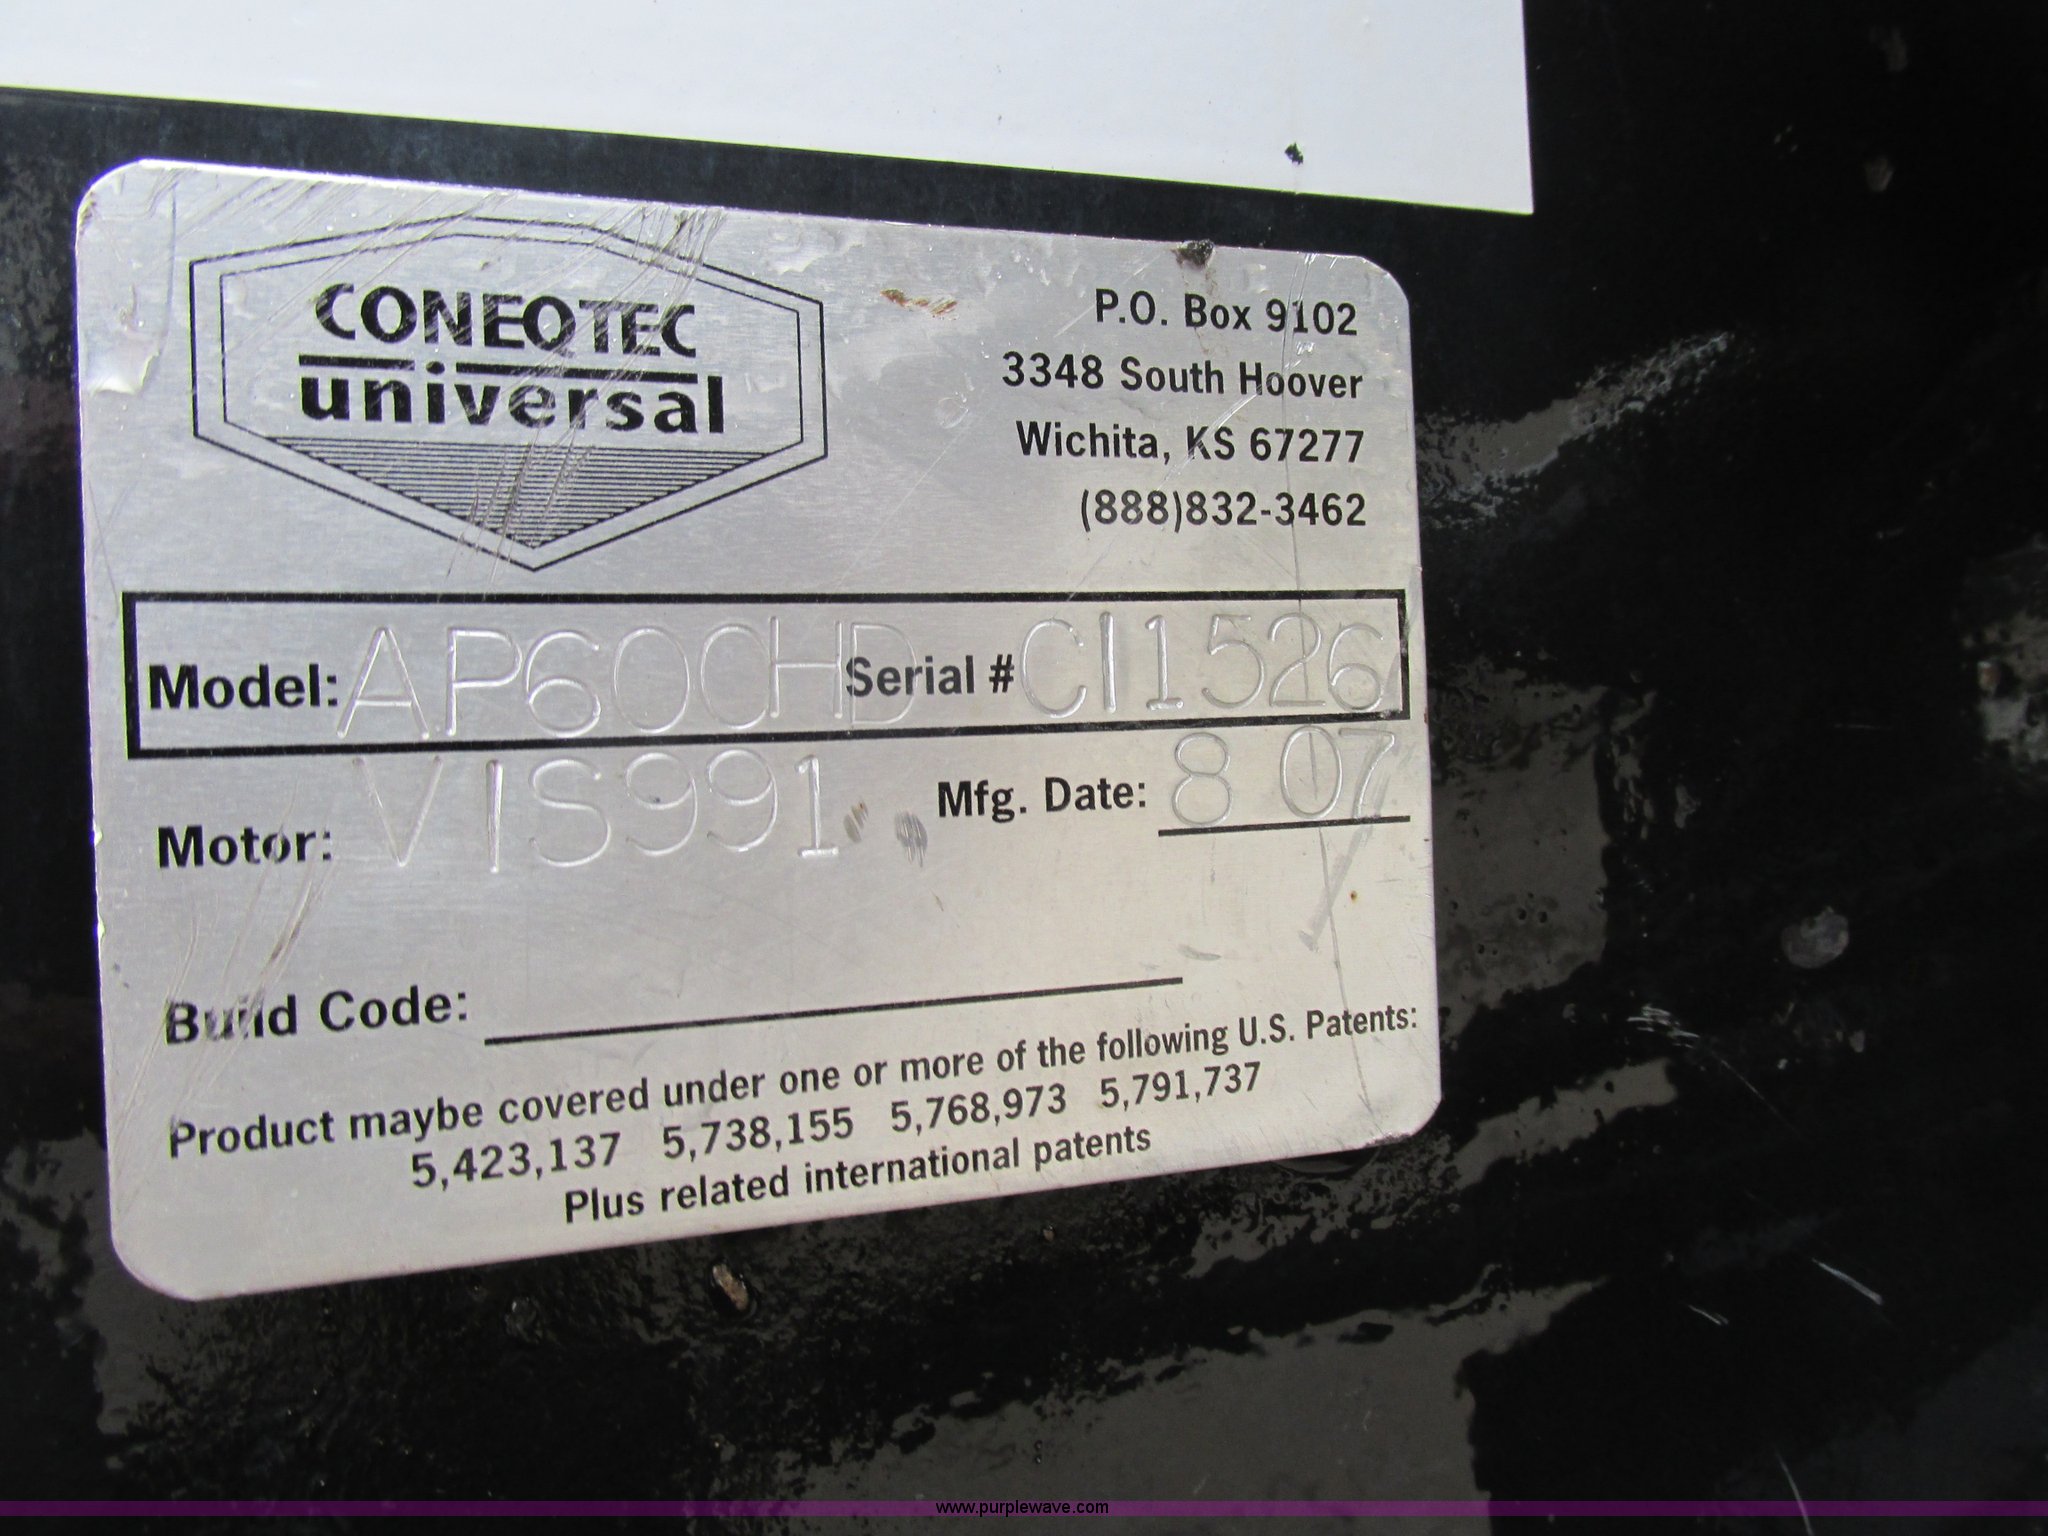 CONEQTEC
universal
P.O. Box 9102
3348 South Hoover
Wichita, KS 67277
(888)832-3462
Model: AP600HD Serial # CI1526
Motor: VIS991 Mfg. Date: 8 07
Build Code:
Product maybe covered under one or more of the following U.S. Patents:
5,423,137 5,738,155 5,768,973 5,791,737
Plus related international patents
www.purplewave.com